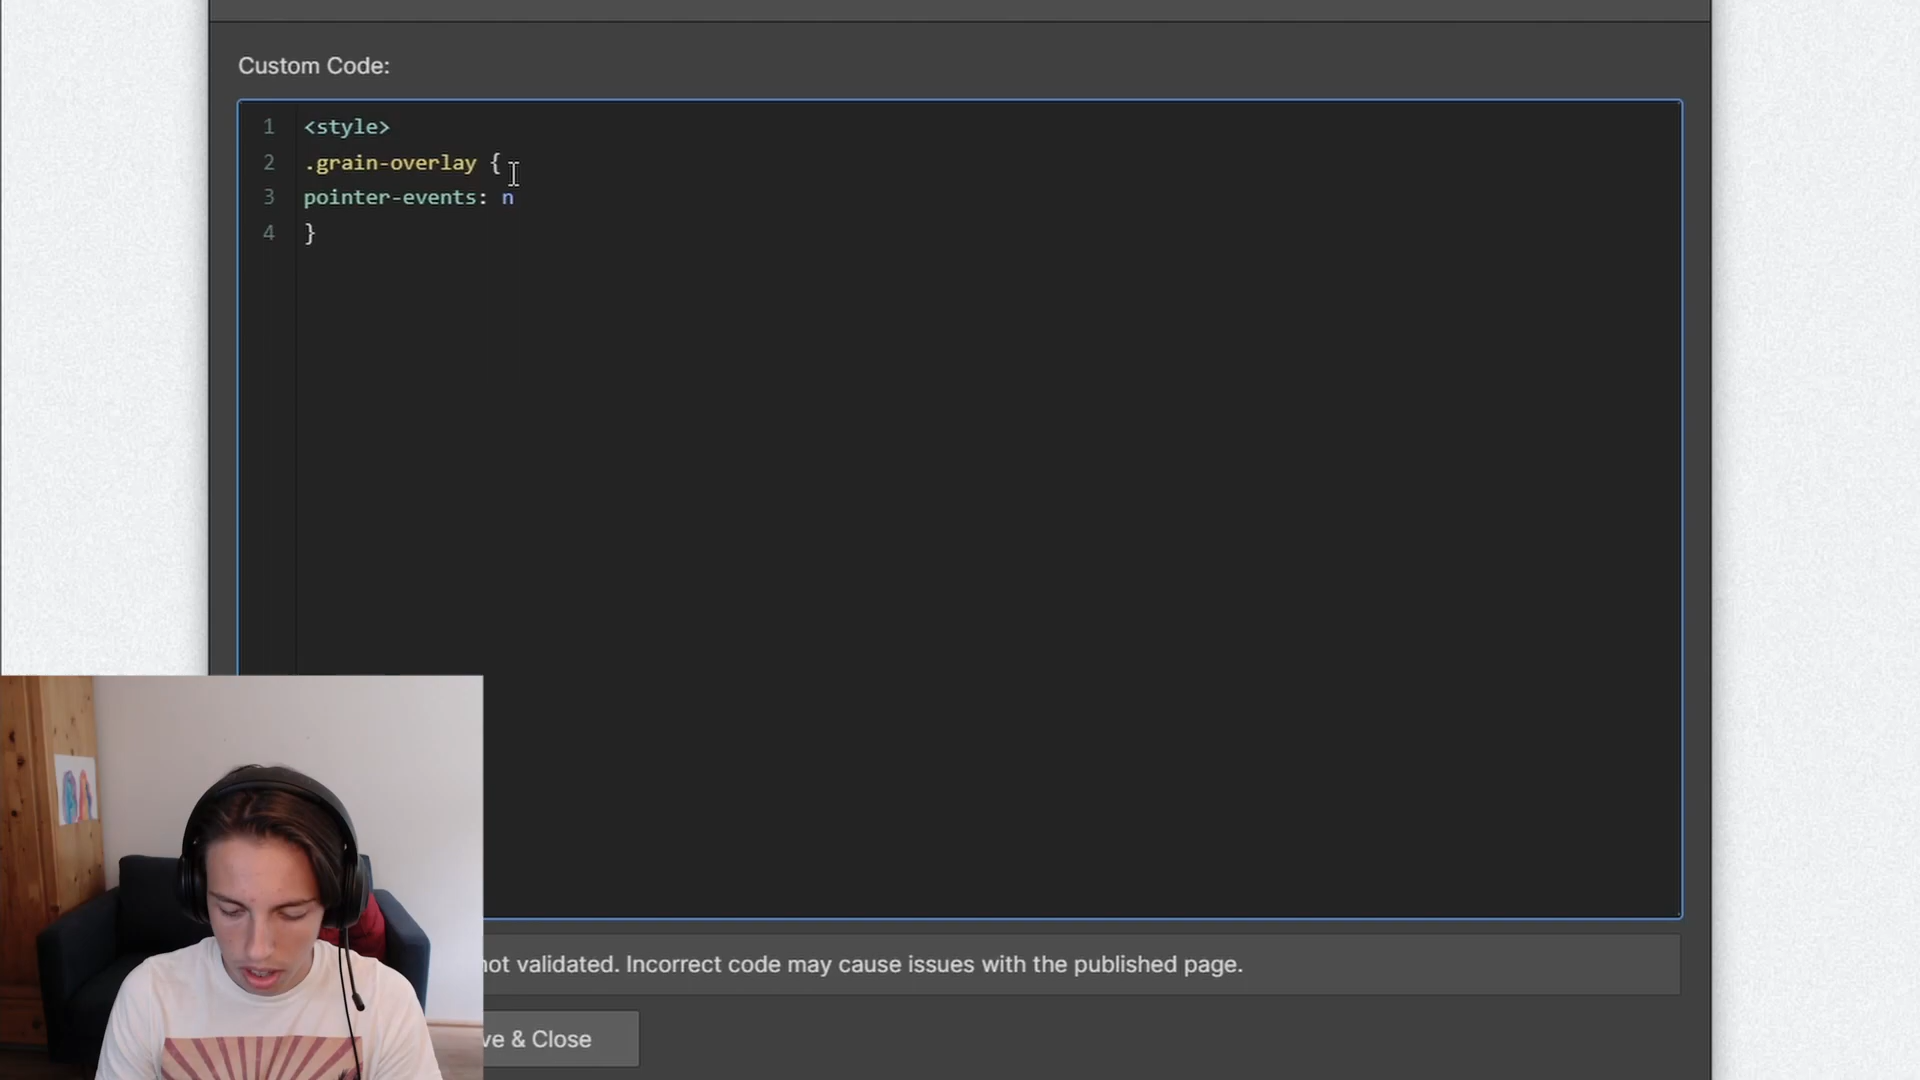 Custom Code:
1 <style>
2 .grain-overlay {
3 pointer-events: n
4 }
not validated. Incorrect code may cause issues with the published page.
ve & Close